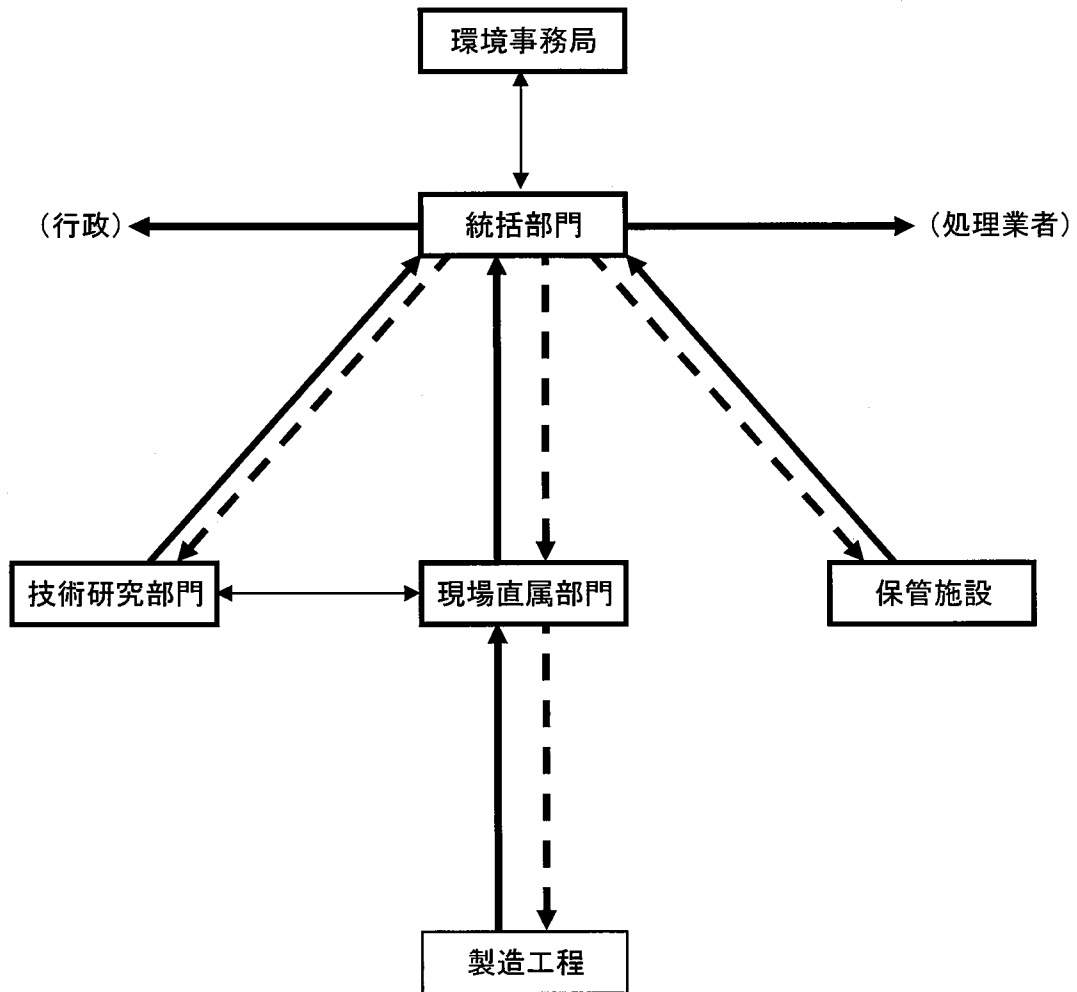 環境事務局
(行政)
統括部門
(処理業者)
技術研究部門
現場直属部門
保管施設
製造工程